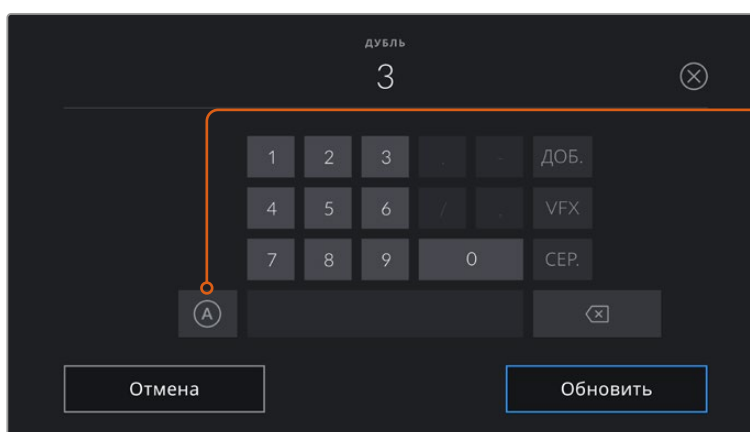 ДУБЛЬ
3
1 2 3 . - ДОБ.
4 5 6 / , VFX
7 8 9 0 СЕР.
A
Отмена Обновить